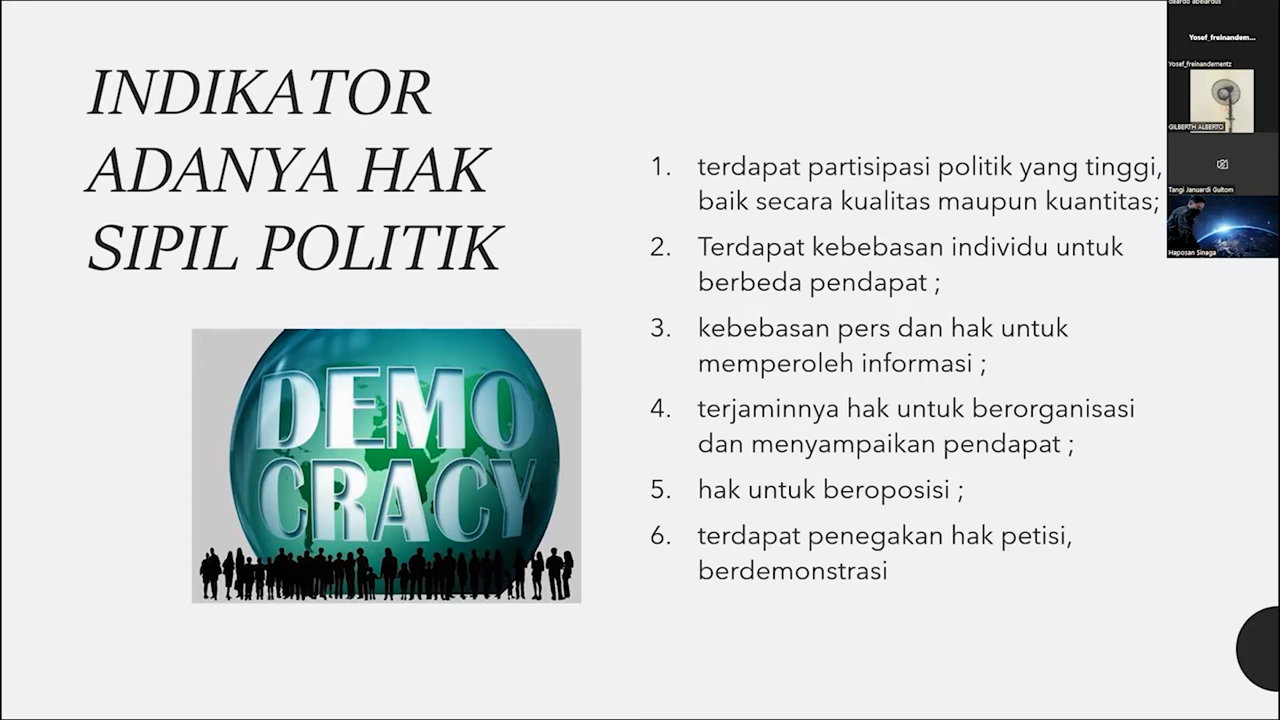 INDIKATOR
ADANYA HAK
SIPIL POLITIK
DEMO
CRACY
1. terdapat partisipasi politik yang tinggi,
baik secara kualitas maupun kuantitas;
2. Terdapat kebebasan individu untuk
berbeda pendapat ;
3. kebebasan pers dan hak untuk
memperoleh informasi ;
4. terjaminnya hak untuk berorganisasi
dan menyampaikan pendapat ;
5. hak untuk beroposisi ;
6. terdapat penegakan hak petisi,
berdemonstrasi
Yosef_freinandem...
Yosef_freinandementz
GILBERTH ALBERTO
Tangi Januardi Gultom
Haposan Sinaga